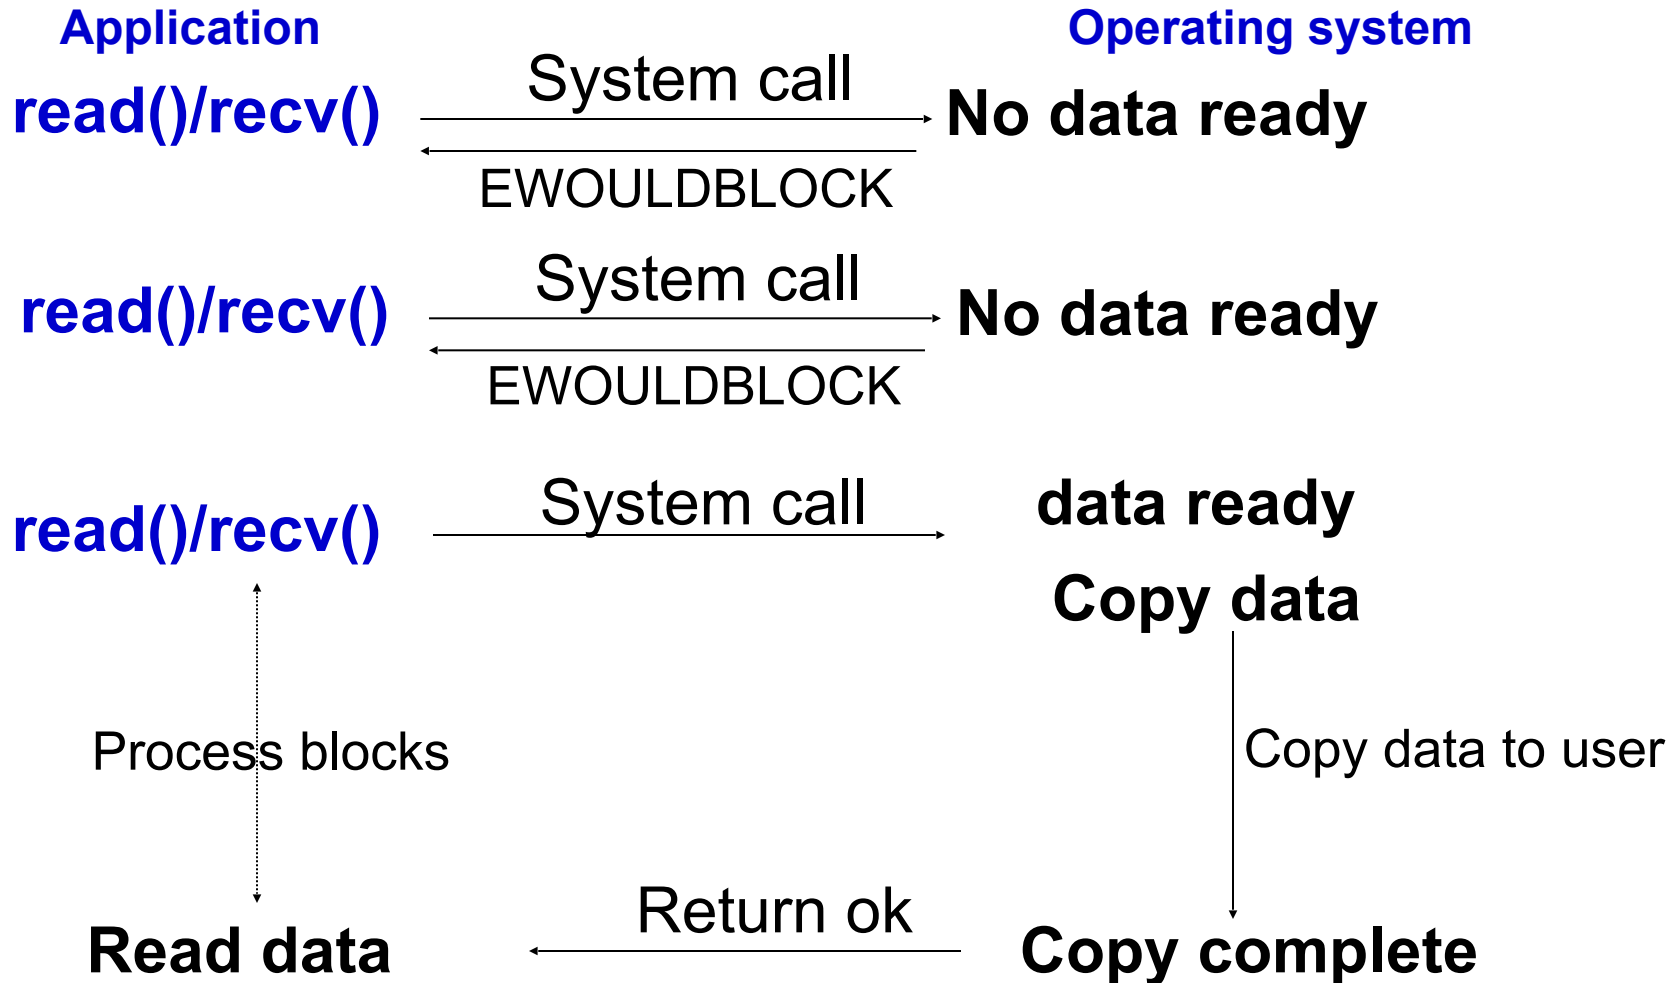 Application
Operating system
read()/recv()
System call
No data ready
EWOULDBLOCK
read()/recv()
System call
No data ready
EWOULDBLOCK
read()/recv()
System call
data ready
Copy data
Process blocks
Copy data to user
Read data
Return ok
Copy complete